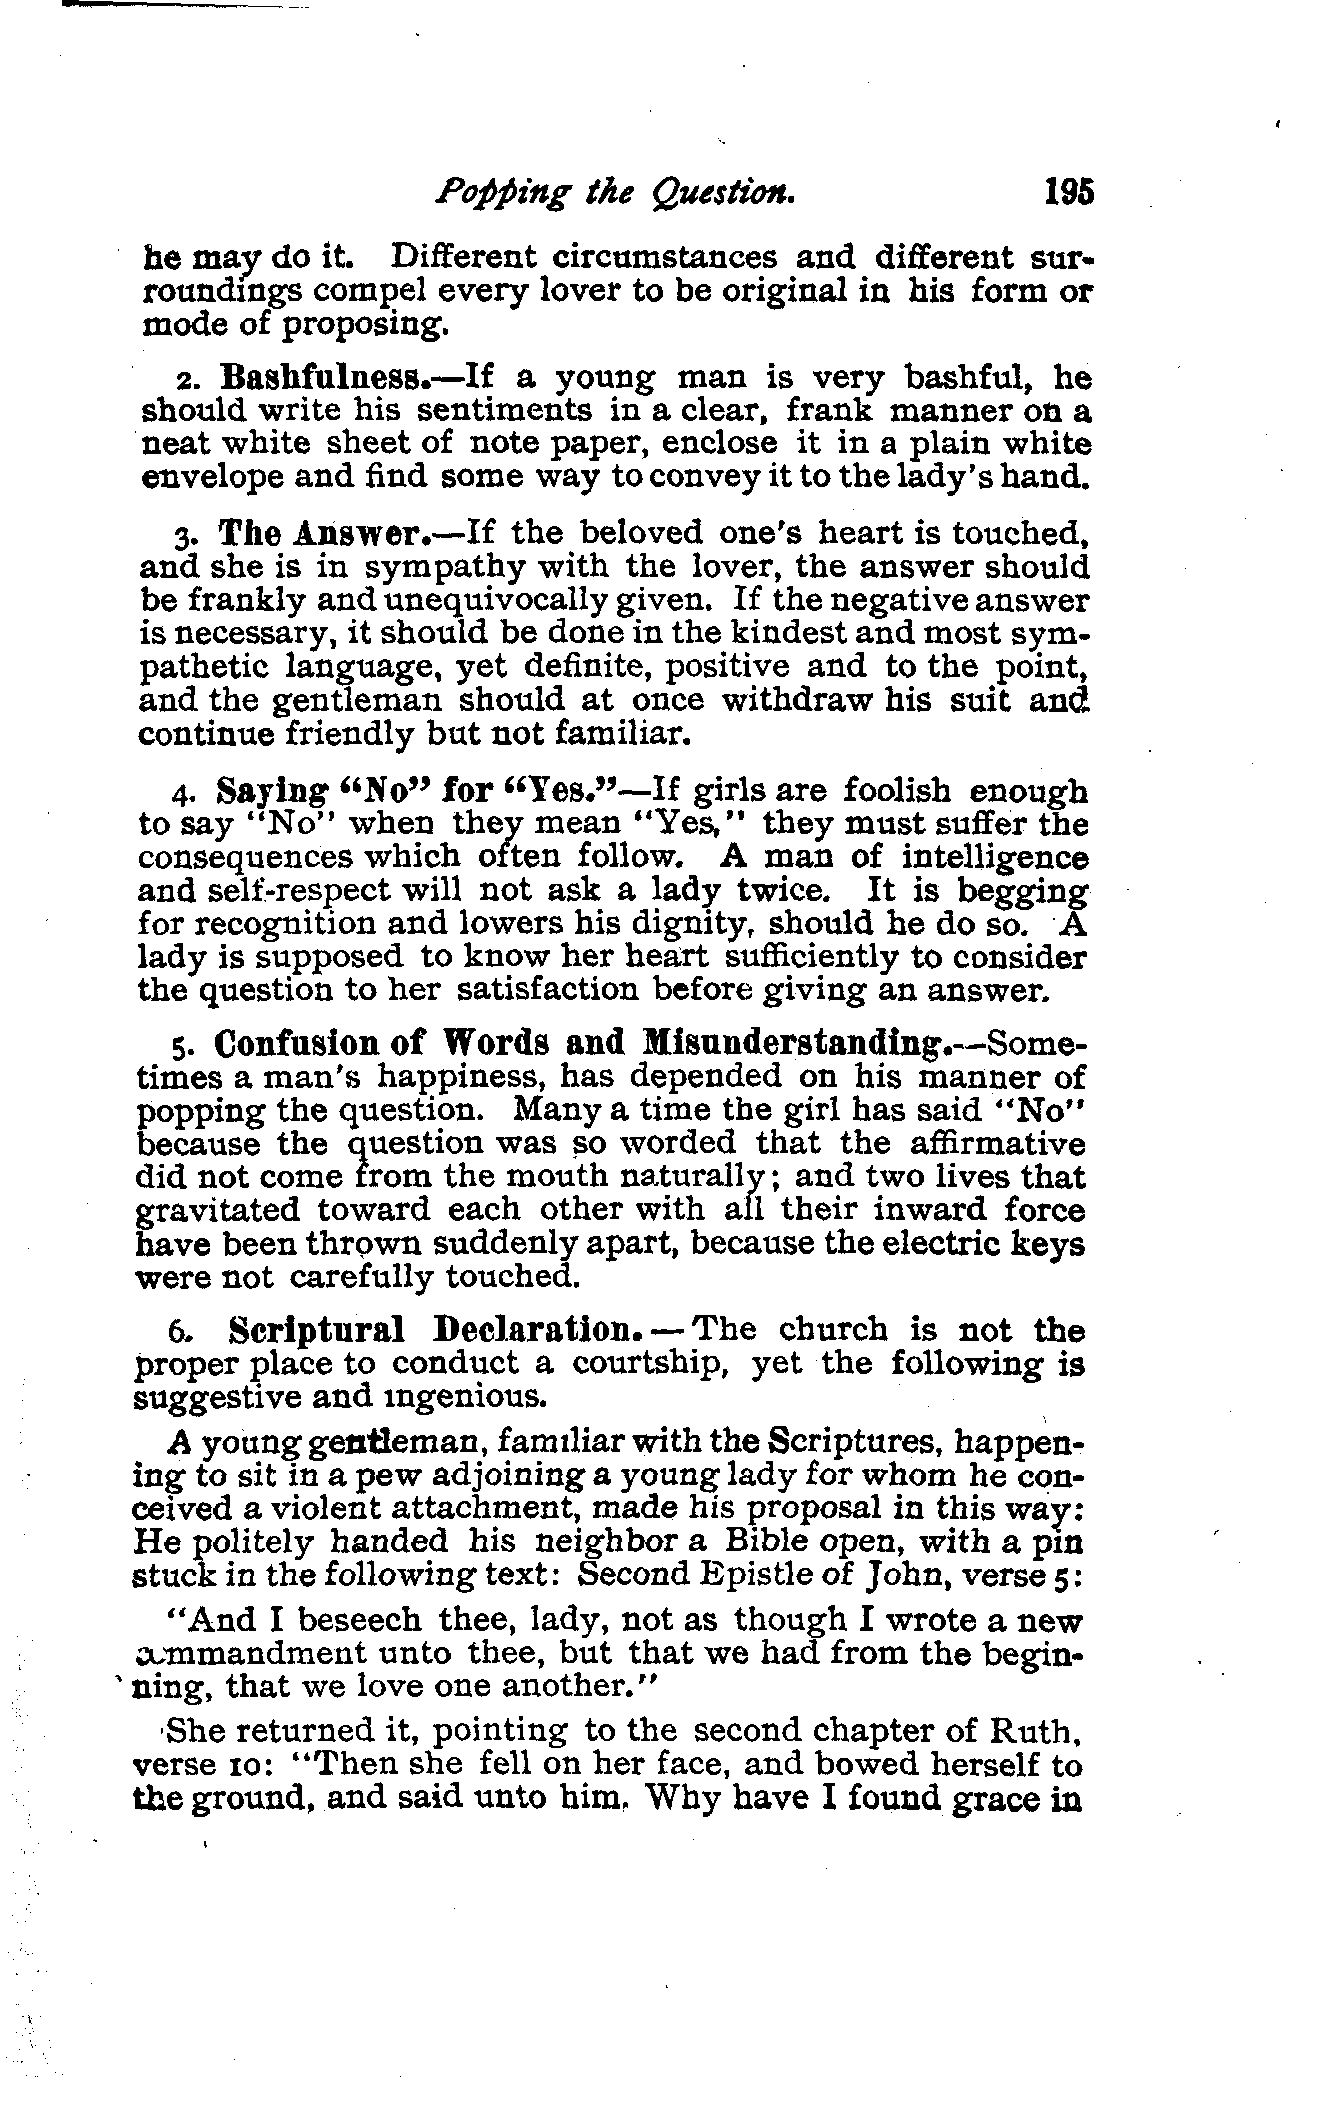 Popping the Question. 195
he may do it. Different circumstances and different sur-
roundings compel every lover to be original in his form or
mode of proposing.
2. Bashfulness.—If a young man is very bashful, he
should write his sentiments in a clear, frank manner on a
neat white sheet of note paper, enclose it in a plain white
envelope and find some way to convey it to the lady's hand.
3. The Answer.—If the beloved one's heart is touched,
and she is in sympathy with the lover, the answer should
be frankly and unequivocally given. If the negative answer
is necessary, it should be done in the kindest and most sym-
pathetic language, yet definite, positive and to the point,
and the gentleman should at once withdraw his suit and
continue friendly but not familiar.
4. Saying "No" for "Yes."—If girls are foolish enough
to say "No" when they mean "Yes," they must suffer the
consequences which often follow. A man of intelligence
and self-respect will not ask a lady twice. It is begging
for recognition and lowers his dignity, should he do so. A
lady is supposed to know her heart sufficiently to consider
the question to her satisfaction before giving an answer.
5. Confusion of Words and Misunderstanding.—Some-
times a man's happiness, has depended on his manner of
popping the question. Many a time the girl has said "No"
because the question was so worded that the affirmative
did not come from the mouth naturally; and two lives that
gravitated toward each other with all their inward force
have been thrown suddenly apart, because the electric keys
were not carefully touched.
6. Scriptural Declaration.—The church is not the
proper place to conduct a courtship, yet the following is
suggestive and ingenious.
A young gentleman, familiar with the Scriptures, happen-
ing to sit in a pew adjoining a young lady for whom he con-
ceived a violent attachment, made his proposal in this way:
He politely handed his neighbor a Bible open, with a pin
stuck in the following text: Second Epistle of John, verse 5:
"And I beseech thee, lady, not as though I wrote a new
commandment unto thee, but that we had from the begin-
ning, that we love one another."
She returned it, pointing to the second chapter of Ruth,
verse 10: "Then she fell on her face, and bowed herself to
the ground, and said unto him, Why have I found grace in